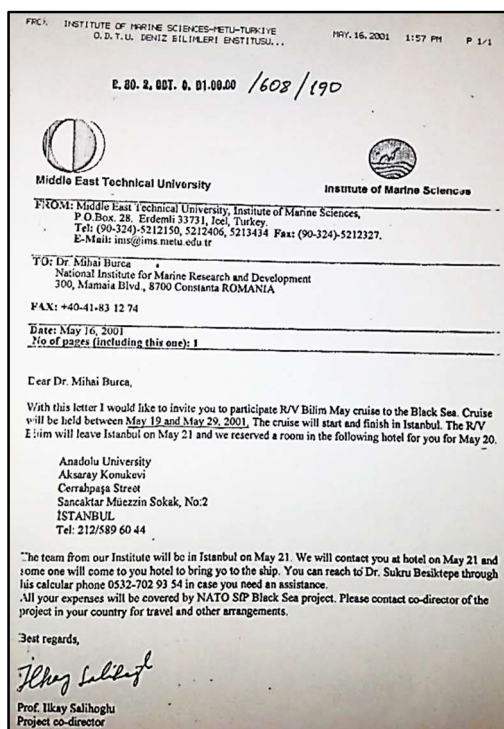 FROM INSTITUTE OF MARINE SCIENCES-METU-TURKIYE
O.D.T.U. DENIZ BILIMLERI ENSTITUSU...
MAY.16.2001 1:57 PM P 1/1
/608/190
Middle East Technical University
Institute of Marine Sciences
FROM: Middle East Technical University, Institute of Marine Sciences,
P.O.Box. 28, Erdemli 33731, Icel, Turkey.
Tel: (90-324)-5212150, 5212406, 5213434 Fax: (90-324)-5212327.
E-Mail: ims@ims.metu.edu.tr
TO: Dr Mihai Burca
National Institute for Marine Research and Development
300, Mamaia Blvd., 8700 Constanta ROMANIA
FAX: +40-41-83 12 74
Date: May 16, 2001
No of pages (including this one): 1
Dear Dr. Mihai Burca,
With this letter I would like to invite you to participate R/V Bilim May cruise to the Black Sea. Cruise
will be held between May 19 and May 29, 2001. The cruise will start and finish in Istanbul. The R/V
Bilim will leave Istanbul on May 21 and we reserved a room in the following hotel for you for May 20.
Anadolu University
Aksaray Konukevi
Cerrahpaşa Street
Sancaktar Müezzin Sokak, No:2
İSTANBUL
Tel: 212/589 60 44
The team from our Institute will be in Istanbul on May 21. We will contact you at hotel on May 21 and
some one will come to you hotel to bring yo to the ship. You can reach to Dr. Sukru Besiktepe through
his calcular phone 0532-702 93 54 in case you need an assistance.
All your expenses will be covered by NATO SfP Black Sea project. Please contact co-director of the
project in your country for travel and other arrangements.
Best regards,
Ilkay Salihogl
Prof. Ilkay Salihoglu
Project co-director